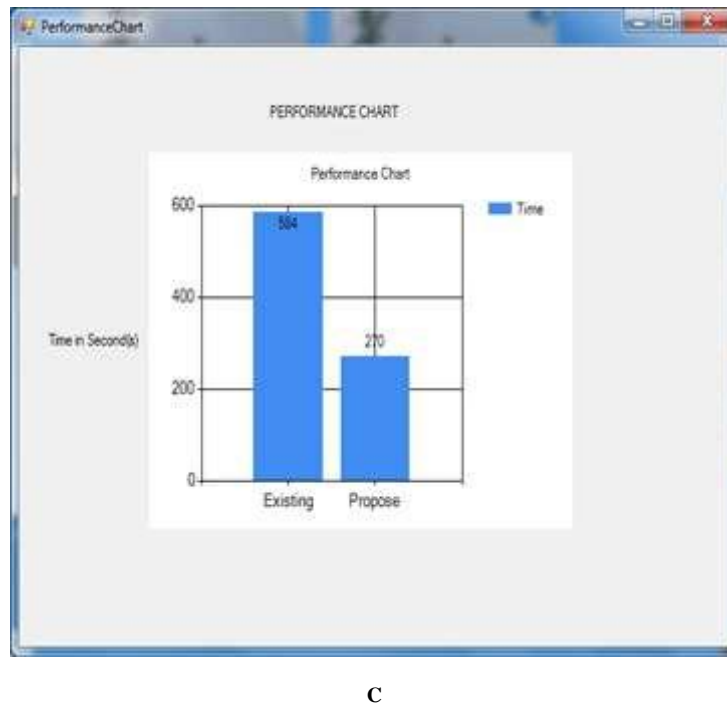 PerformanceChart
PERFORMANCE CHART
Performance Chart
600
Time
584
400
Time in Second(s)
270
200
0
Existing Propose
C